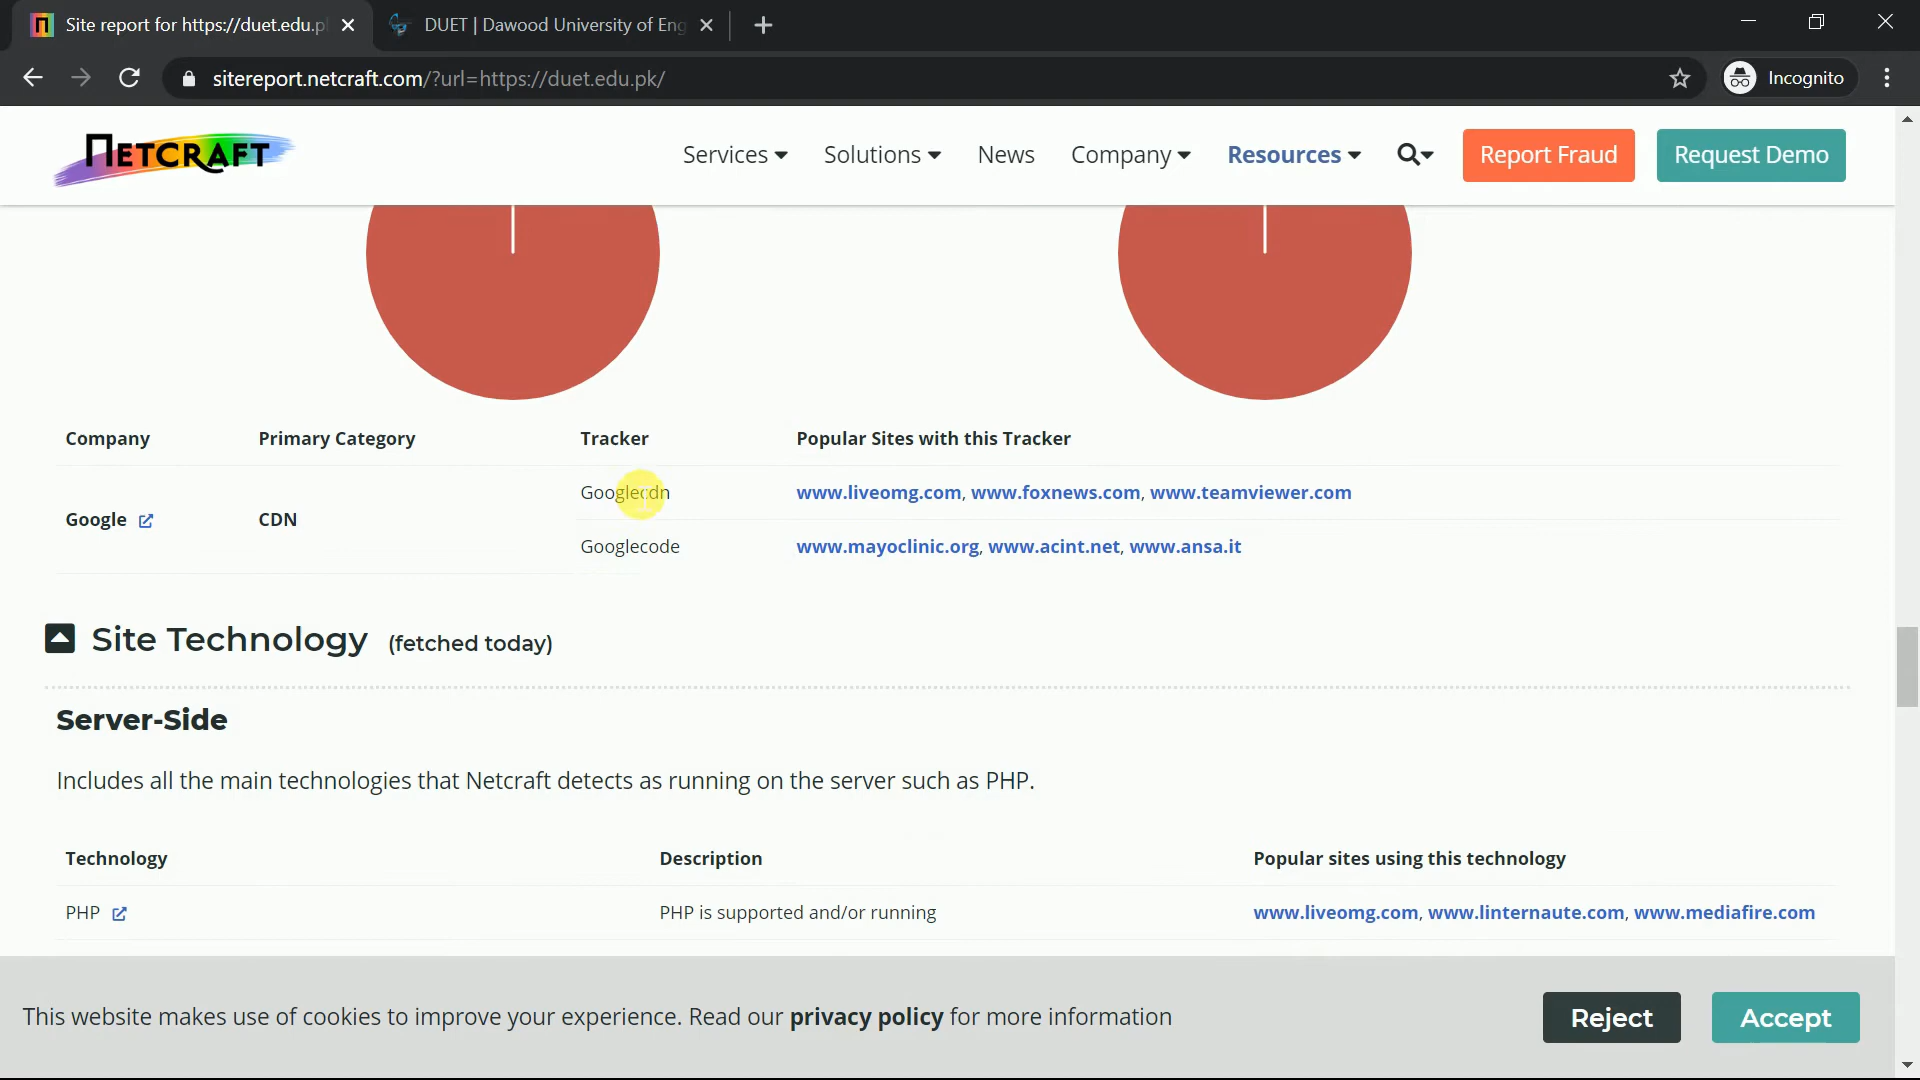 Site report for https://duet.edu.p
DUET | Dawood University of Eng
sitereport.netcraft.com/?url=https://duet.edu.pk/
Incognito
NETCRAFT
Services
Solutions
News
Company
Resources
Report Fraud
Request Demo
Company Primary Category Tracker Popular Sites with this Tracker
Google CDN
Googlecdn www.liveomg.com, www.foxnews.com, www.teamviewer.com
Googlecode www.mayoclinic.org, www.acint.net, www.ansa.it
Site Technology (fetched today)
Server-Side
Includes all the main technologies that Netcraft detects as running on the server such as PHP.
Technology Description Popular sites using this technology
PHP PHP is supported and/or running www.liveomg.com, www.linternaute.com, www.mediafire.com
This website makes use of cookies to improve your experience. Read our privacy policy for more information
Reject
Accept